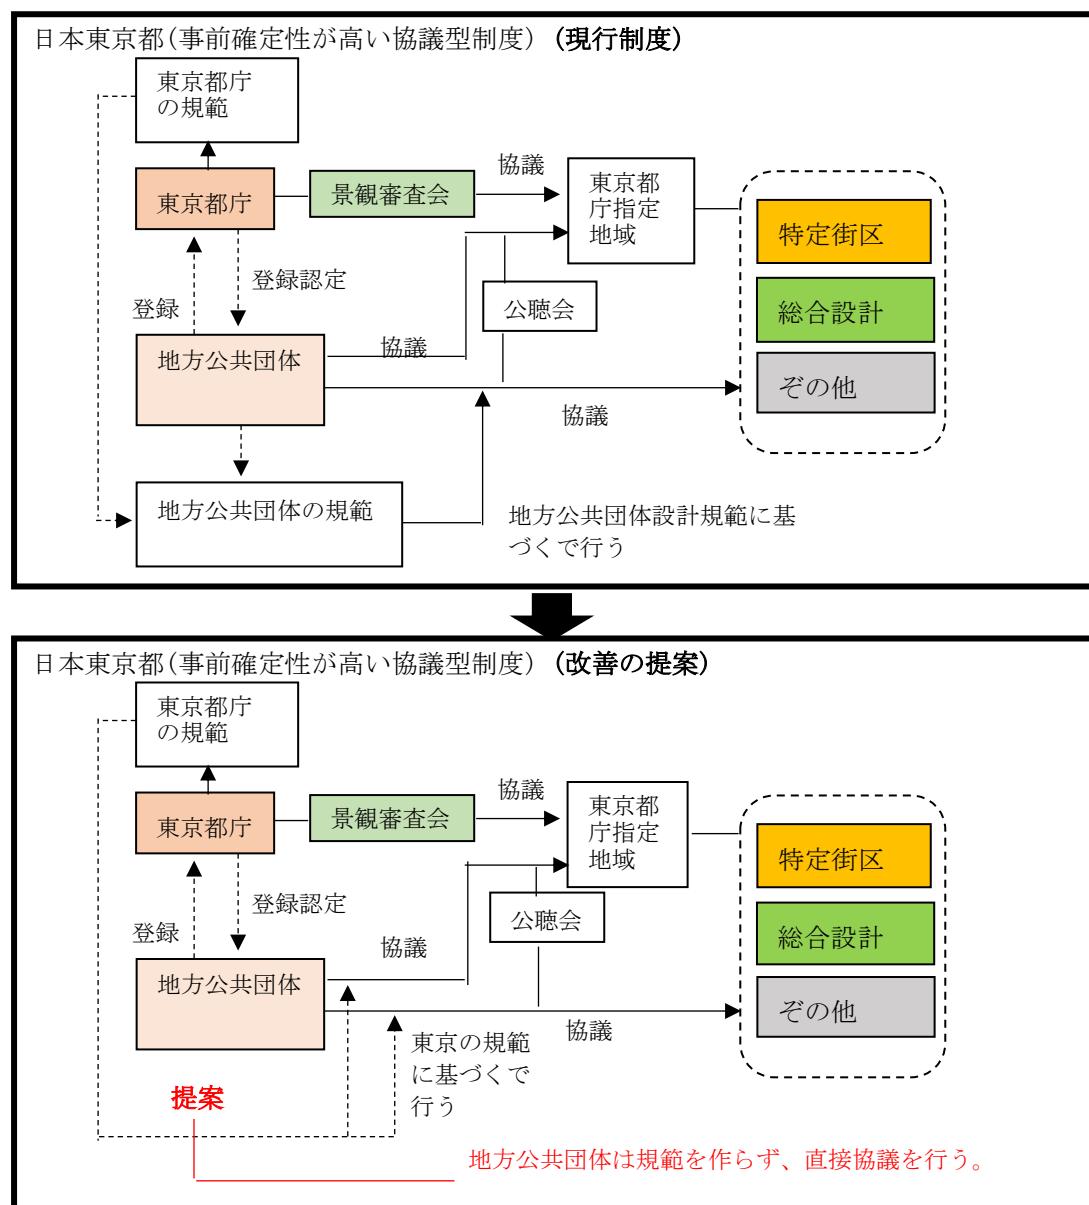 日本東京都(事前確定性が高い協議型制度) (現行制度)
東京都庁
の規範
協議
東京都庁
景観審査会
東京都
庁指定
地域
特定街区
登録認定
登録
公聴会
総合設計
地方公共団体
協議
ぞの他
協議
地方公共団体の規範
地方公共団体設計規範に基
づくで行う
日本東京都(事前確定性が高い協議型制度) (改善の提案)
東京都庁
の規範
協議
東京都庁
景観審査会
東京都
庁指定
地域
特定街区
登録認定
登録
公聴会
総合設計
協議
地方公共団体
ぞの他
協議
東京の規範
に基づくで
行う
提案
地方公共団体は規範を作らず、直接協議を行う。